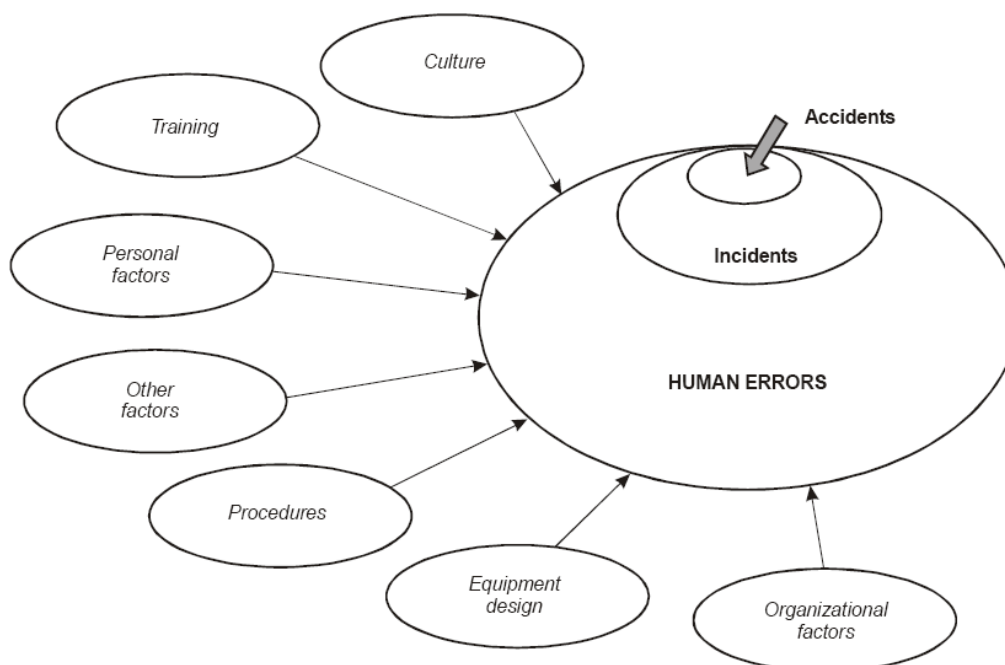 Culture
Training
Accidents
Personal
factors
Incidents
Other
factors
HUMAN ERRORS
Procedures
Equipment
design
Organizational
factors